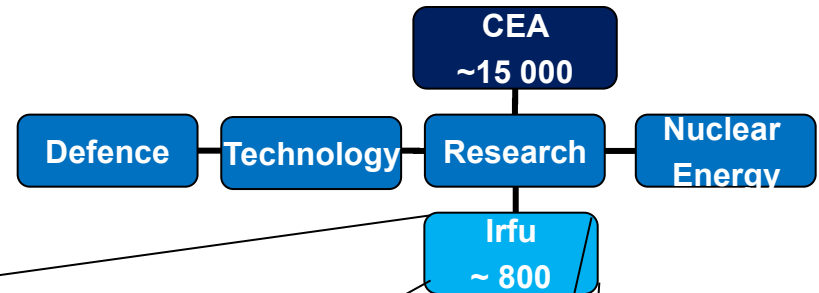 CEA
~15 000
Defence
Technology
Research
Nuclear
Energy
Irfu
~ 800